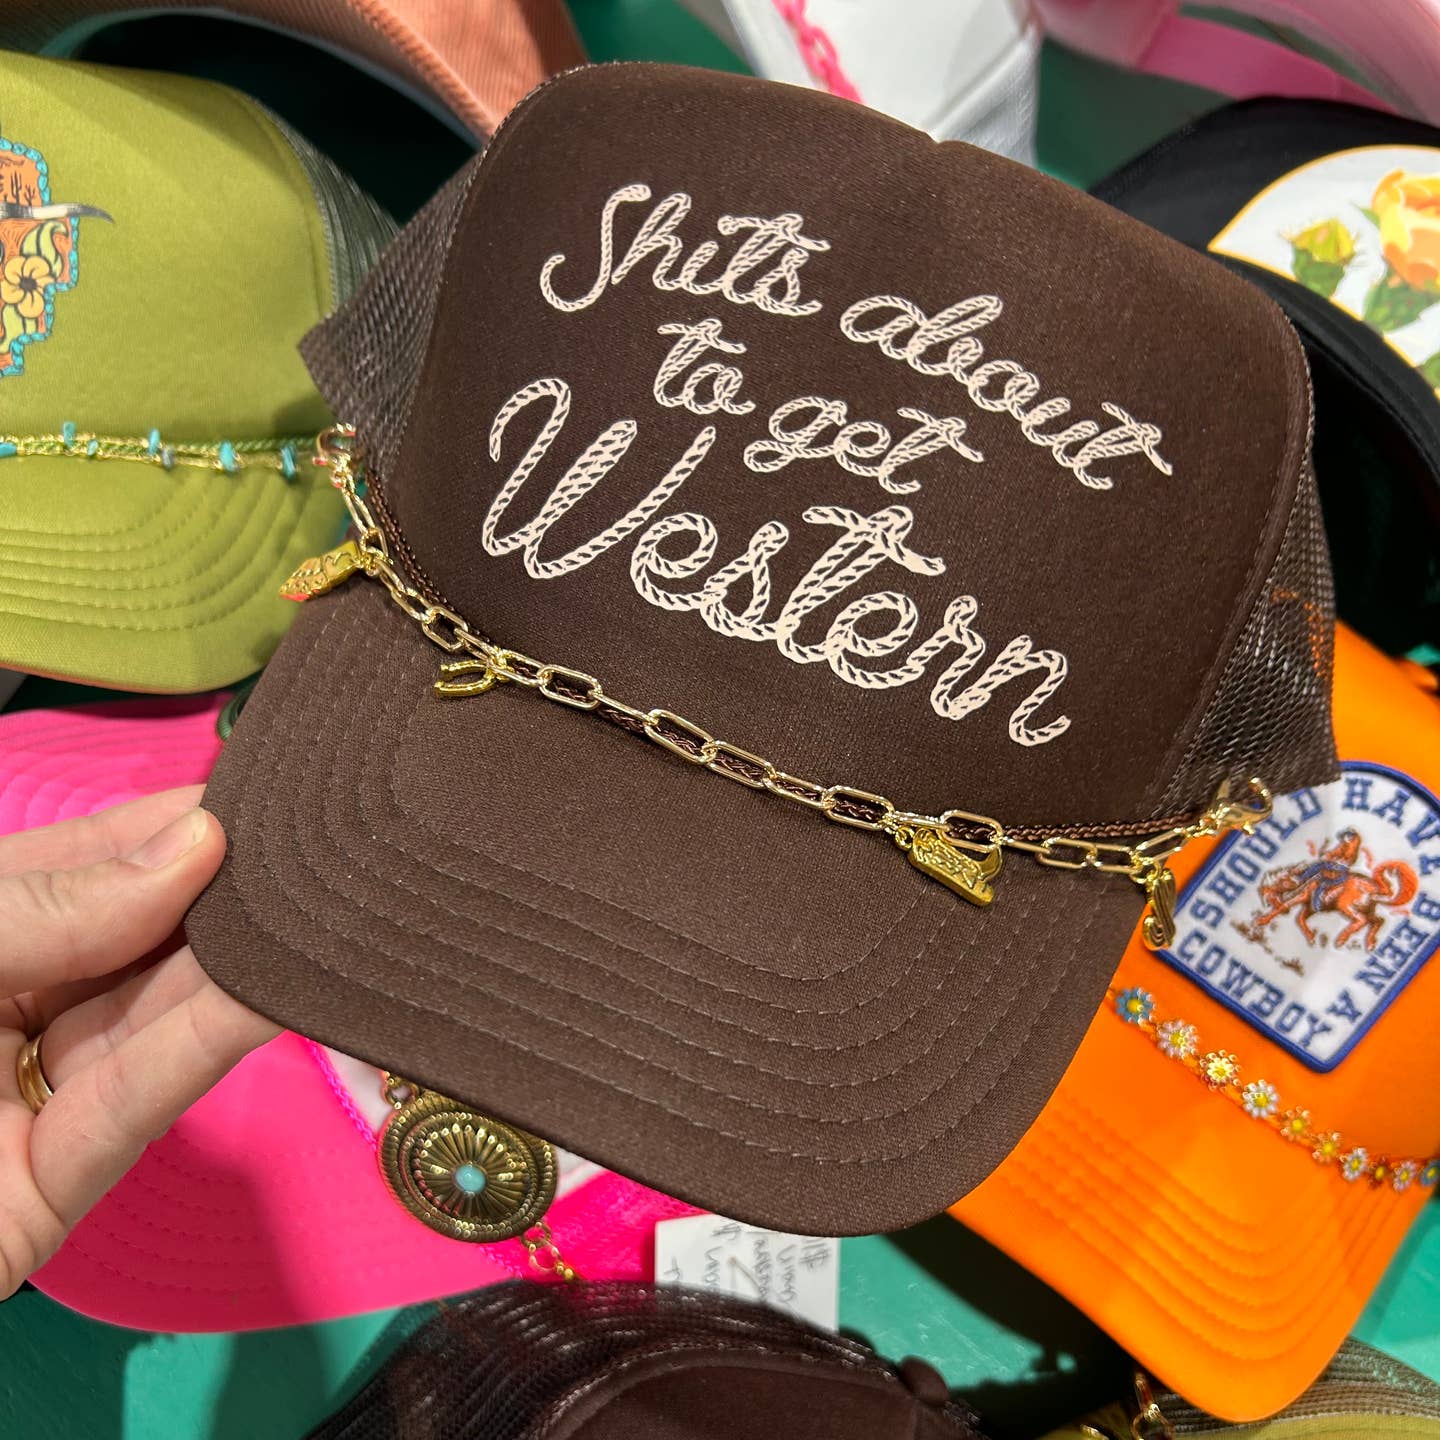 Shits about
to get
Western
SHOULD HAVE BEEN A
COWBOY